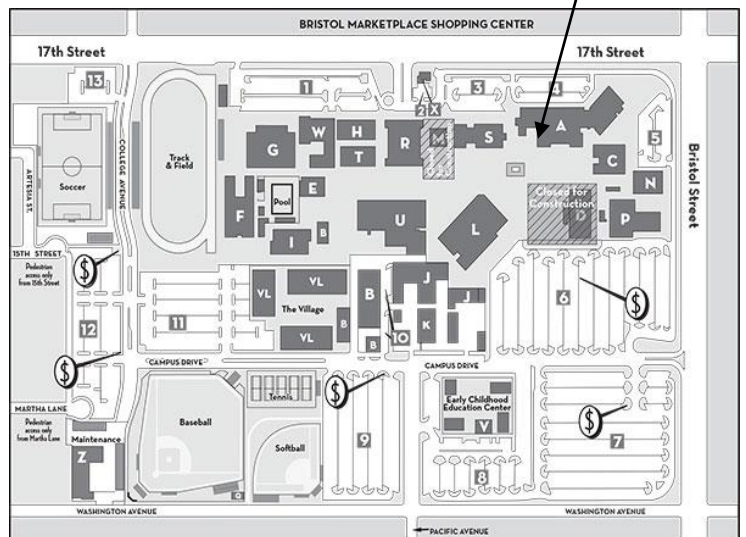 BRISTOL MARKETPLACE SHOPPING CENTER
17th Street
17th Street
13
1
2
X
3
4
5
A
W
H
G
T
R
M
S
C
N
Soccer
ARTESIA ST.
COLLEGE AVENUE
Track
& Field
Bristol Street
Closed for
Construction
D
P
E
Pool
F
I
B
U
L
15TH STREET
Pedestrian
access only
from 15th Street
$
12
11
VL
VL
The Village
VL
B
B
B
J
J
K
10
6
$
$
CAMPUS DRIVE
CAMPUS DRIVE
MARTHA LANE
Pedestrian
access only
from Martha Lane
Maintenance
Z
Baseball
Tennis
Softball
$
9
Early Childhood
Education Center
V
8
$
7
WASHINGTON AVENUE
WASHINGTON AVENUE
PACIFIC AVENUE